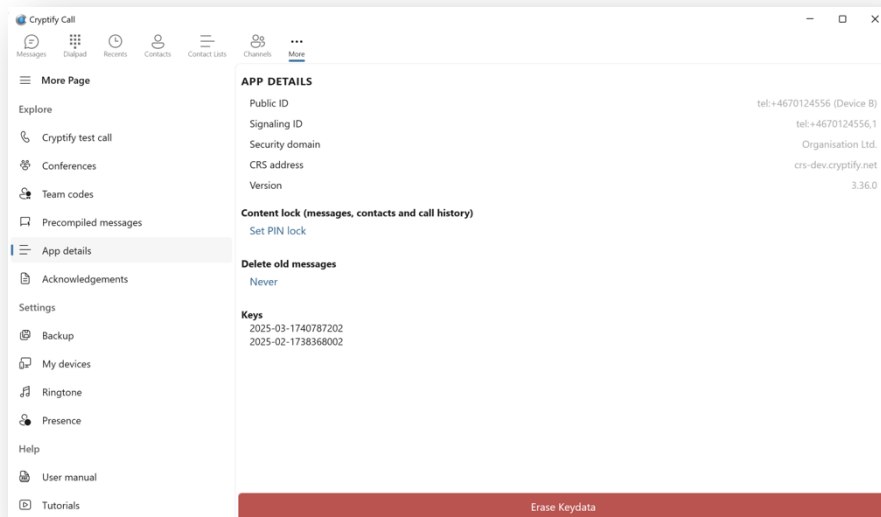 Cryptify Call
Messages Dialpad Recents Contacts Contact Lists Channels More
More Page
Explore
Cryptify test call
Conferences
Team codes
Precompiled messages
App details
Acknowledgements
Settings
Backup
My devices
Ringtone
Presence
Help
User manual
Tutorials
APP DETAILS
Public ID tel:+4670124556 (Device B)
Signaling ID tel:+4670124556,1
Security domain Organisation Ltd.
CRS address crs-dev.cryptify.net
Version 3.36.0
Content lock (messages, contacts and call history)
Set PIN lock
Delete old messages
Never
Keys
2025-03-1740787202
2025-02-1738368002
Erase Keydata